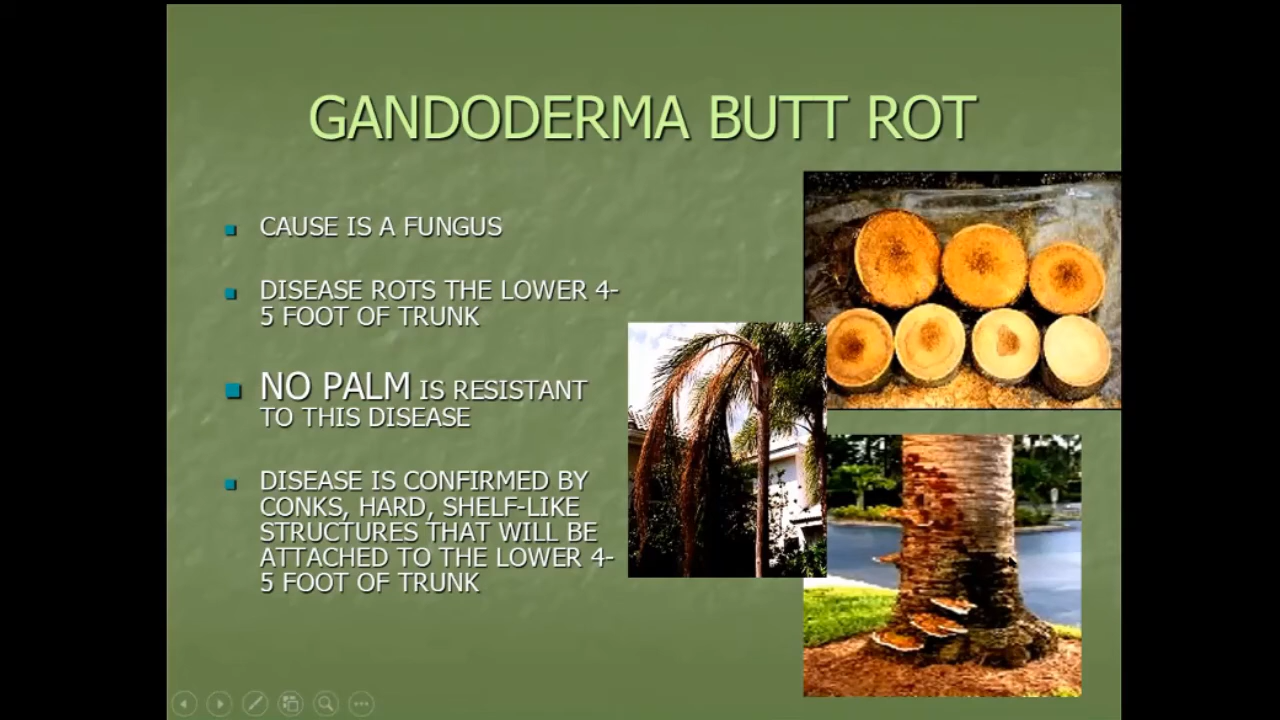 GANDODERMA BUTT ROT
CAUSE IS A FUNGUS
DISEASE ROTS THE LOWER 4-
5 FOOT OF TRUNK
NO PALM IS RESISTANT
TO THIS DISEASE
DISEASE IS CONFIRMED BY
CONKS, HARD, SHELF-LIKE
STRUCTURES THAT WILL BE
ATTACHED TO THE LOWER 4-
5 FOOT OF TRUNK